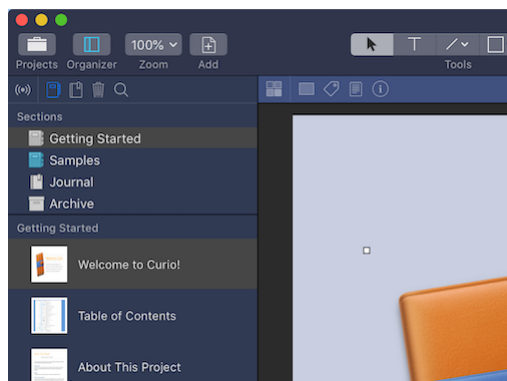 100%
Projects Organizer Zoom Add Tools
Sections
Getting Started
Samples
Journal
Archive
Getting Started
Welcome to Curio!
Table of Contents
About This Project